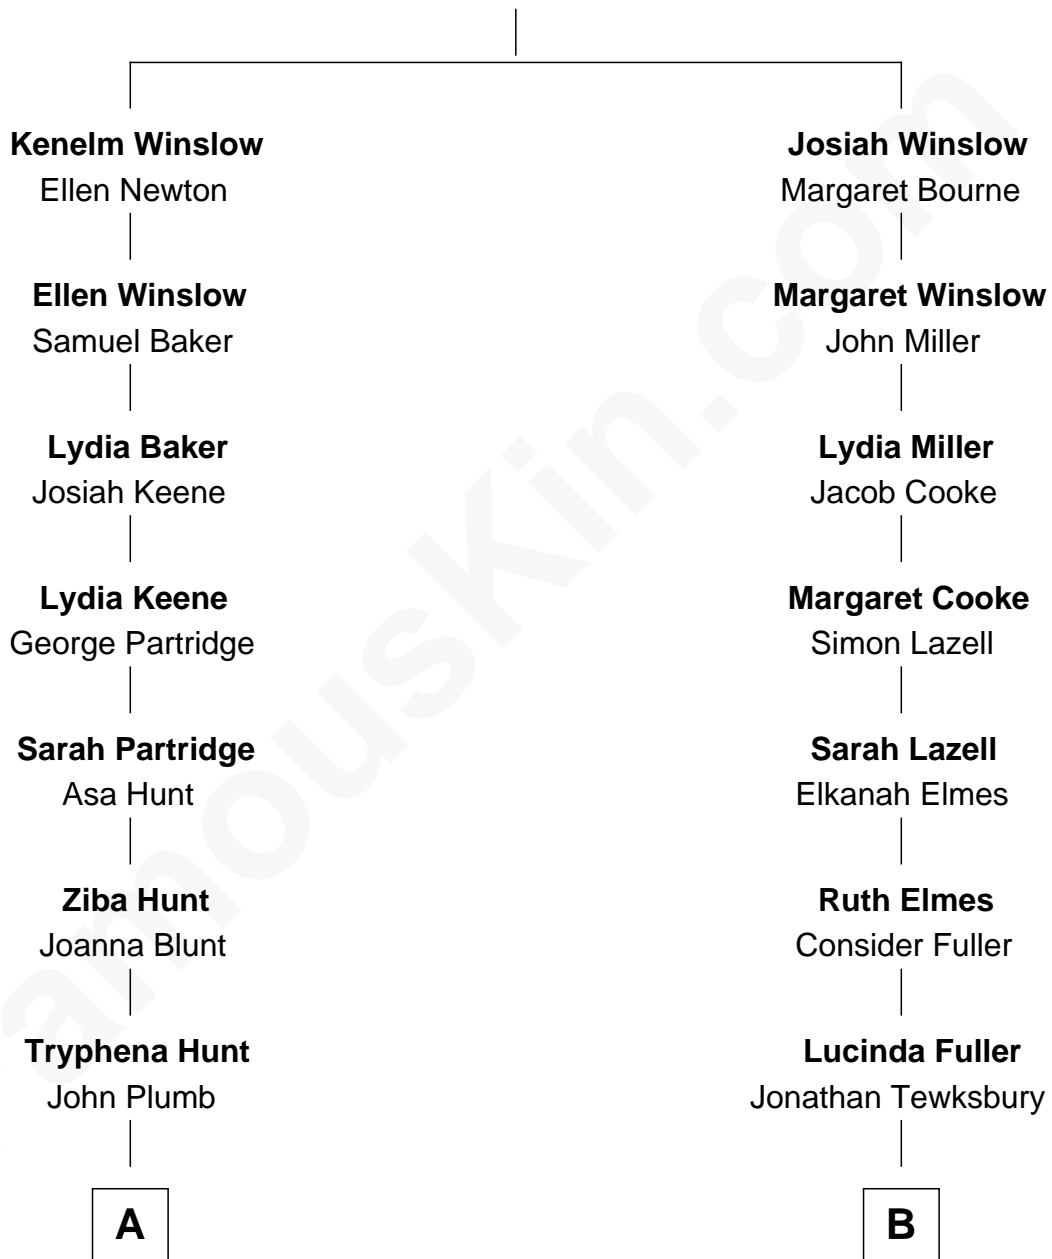 Kenelm Winslow
Ellen Newton
Ellen Winslow
Samuel Baker
Lydia Baker
Josiah Keene
Lydia Keene
George Partridge
Sarah Partridge
Asa Hunt
Ziba Hunt
Joanna Blunt
Tryphena Hunt
John Plumb
A
Josiah Winslow
Margaret Bourne
Margaret Winslow
John Miller
Lydia Miller
Jacob Cooke
Margaret Cooke
Simon Lazell
Sarah Lazell
Elkanah Elmes
Ruth Elmes
Consider Fuller
Lucinda Fuller
Jonathan Tewksbury
B
amousKin.com